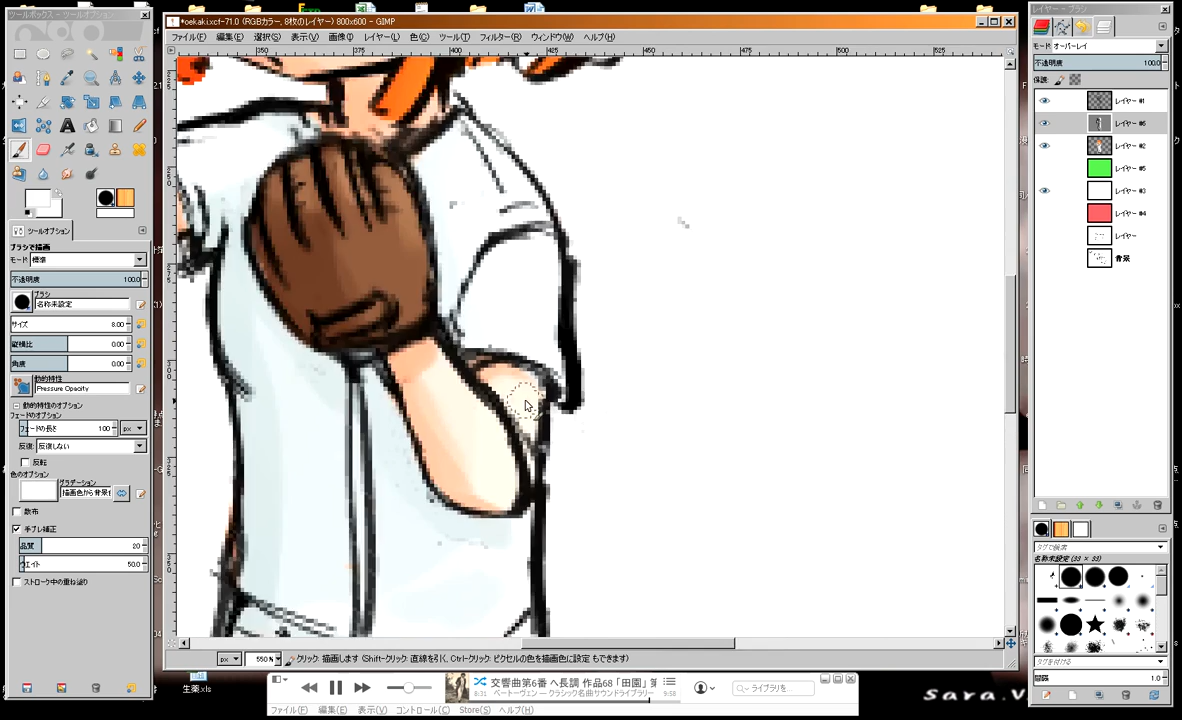 ツールボックス - ツールオプション
*oekaki.xcf-71.0 (RGBカラー, 8枚のレイヤー) 800x600 – GIMP
ファイル(F) 編集(E) 選択(S) 表示(V) 画像(I) レイヤー(L) 色(C) ツール(T) フィルター(R) ウィンドウ(W) ヘルプ(H)
350 375 400 425 450 475 500 525
ツールオプション
ブラシで描画
モード: 標準
不透明度 100.0
ブラシ
名称未設定
サイズ 8.00
縦横比 0.00
角度 0.00
動的特性
Pressure Opacity
動的特性のオプション
フェードのオプション
フェードの長さ 100 px
反復: 反復しない
反転
色のオプション
グラデーション
描画色から背景色
散布
手ブレ補正
品質 20
ウエイト 50.0
ストローク中の重ね塗り
px 550% クリック: 描画します (Shift-クリック: 直線を引く, Ctrl-クリック: ピクセルの色を描画色に設定 もできます)
レイヤー - ブラシ
モード: オーバーレイ
不透明度 100.0
保護:
レイヤー #1
レイヤー #6
レイヤー #2
レイヤー #5
レイヤー #3
レイヤー #4
レイヤー
背景
タグで検索
名称未設定 (33 × 33)
タグを付ける
間隔 1.0
生薬.xls
交響曲第6番 ヘ長調 作品68 「田園」 第
8:31 ベートーヴェン — クラシック名曲サウンドライブラリー 9:58
ライブラリを...
ファイル(F) 編集(E) 表示(V) コントロール(C) Store(S) ヘルプ(H)
Sara.V